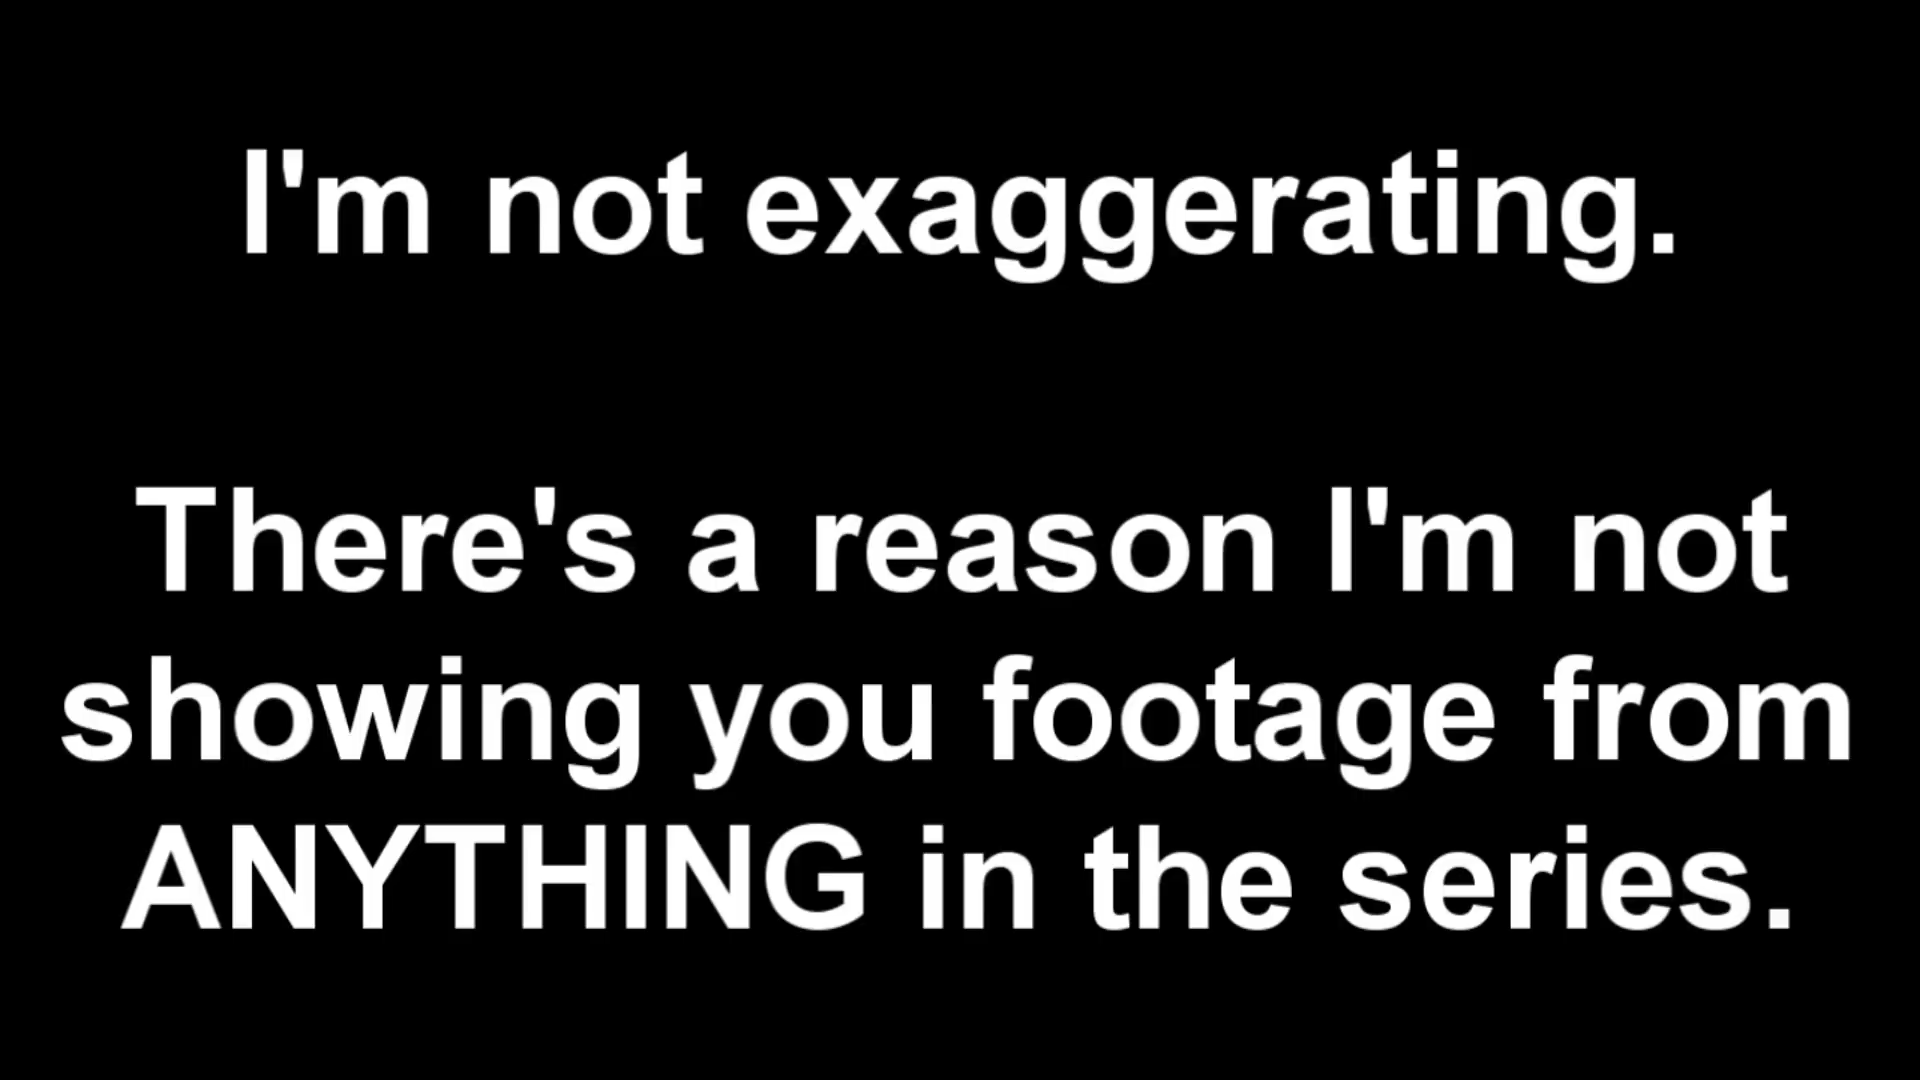 I'm not exaggerating.
There's a reason I'm not
showing you footage from
ANYTHING in the series.